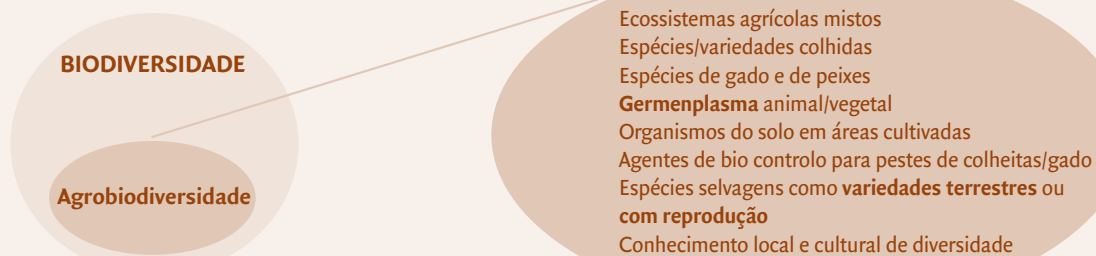 BIODIVERSIDADE
Agrobiodiversidade
Ecossistemas agrícolas mistos
Espécies/variedades colhidas
Espécies de gado e de peixes
Germenplasma animal/vegetal
Organismos do solo em áreas cultivadas
Agentes de bio controlo para pestes de colheitas/gado
Espécies selvagens como variedades terrestres ou
com reprodução
Conhecimento local e cultural de diversidade